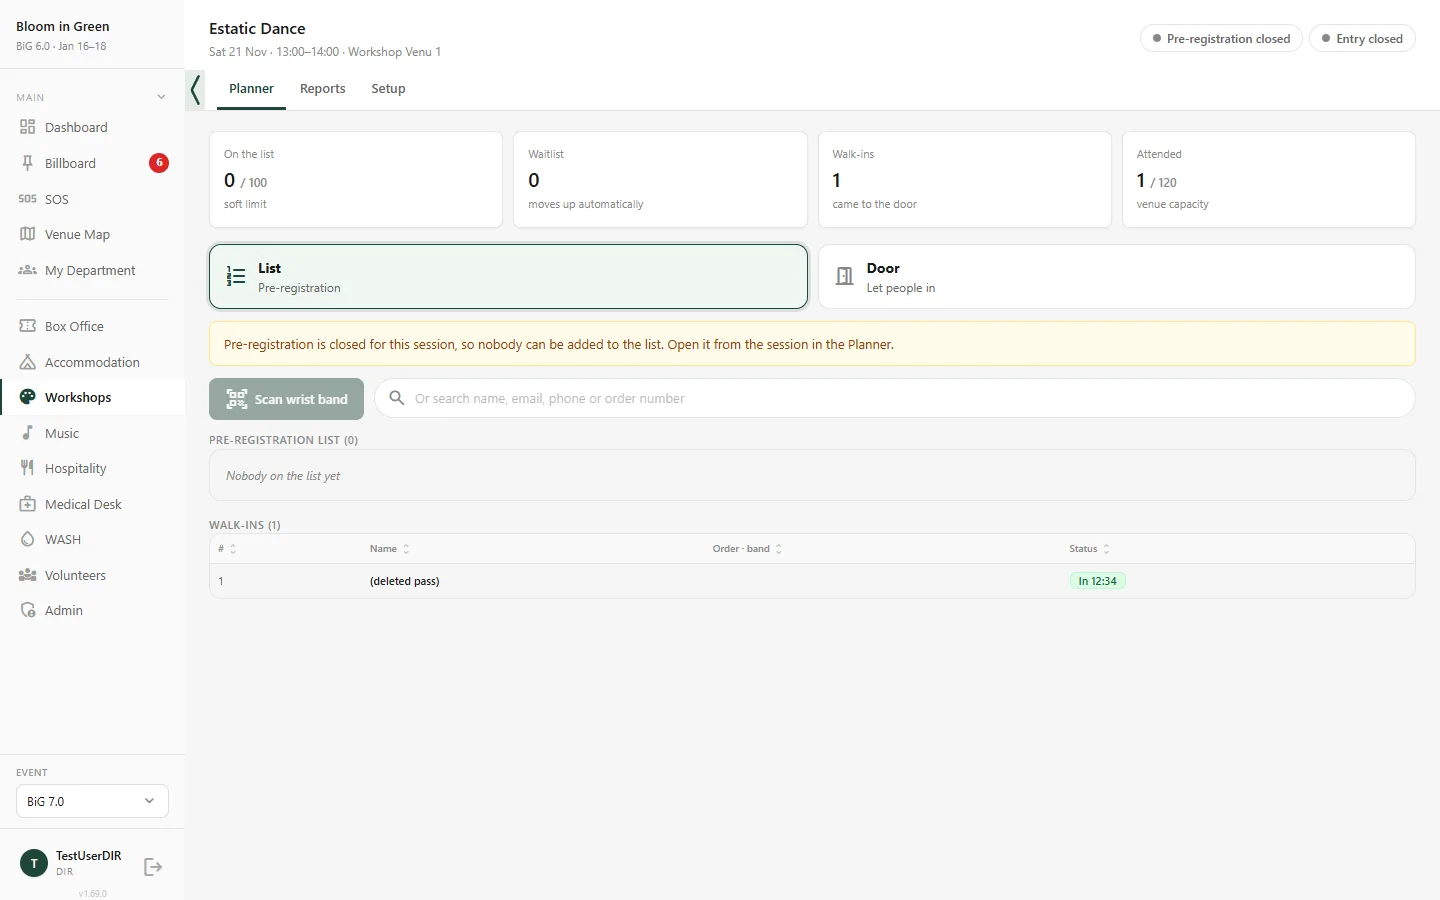 Bloom in Green
BiG 6.0 · Jan 16–18
MAIN
Dashboard
Billboard
6
SOS
SOS
Venue Map
My Department
Box Office
Accommodation
Workshops
Music
Hospitality
Medical Desk
WASH
Volunteers
Admin
EVENT
BiG 7.0
T
TestUserDIR
DIR
v1.69.0
Estatic Dance
Sat 21 Nov · 13:00–14:00 · Workshop Venu 1
Pre-registration closed
Entry closed
Planner
Reports
Setup
On the list
0 / 100
soft limit
Waitlist
0
moves up automatically
Walk-ins
1
came to the door
Attended
1 / 120
venue capacity
List
Pre-registration
Door
Let people in
Pre-registration is closed for this session, so nobody can be added to the list. Open it from the session in the Planner.
Scan wrist band
Or search name, email, phone or order number
PRE-REGISTRATION LIST (0)
Nobody on the list yet
WALK-INS (1)
# Name Order · band Status
1 (deleted pass) In 12:34